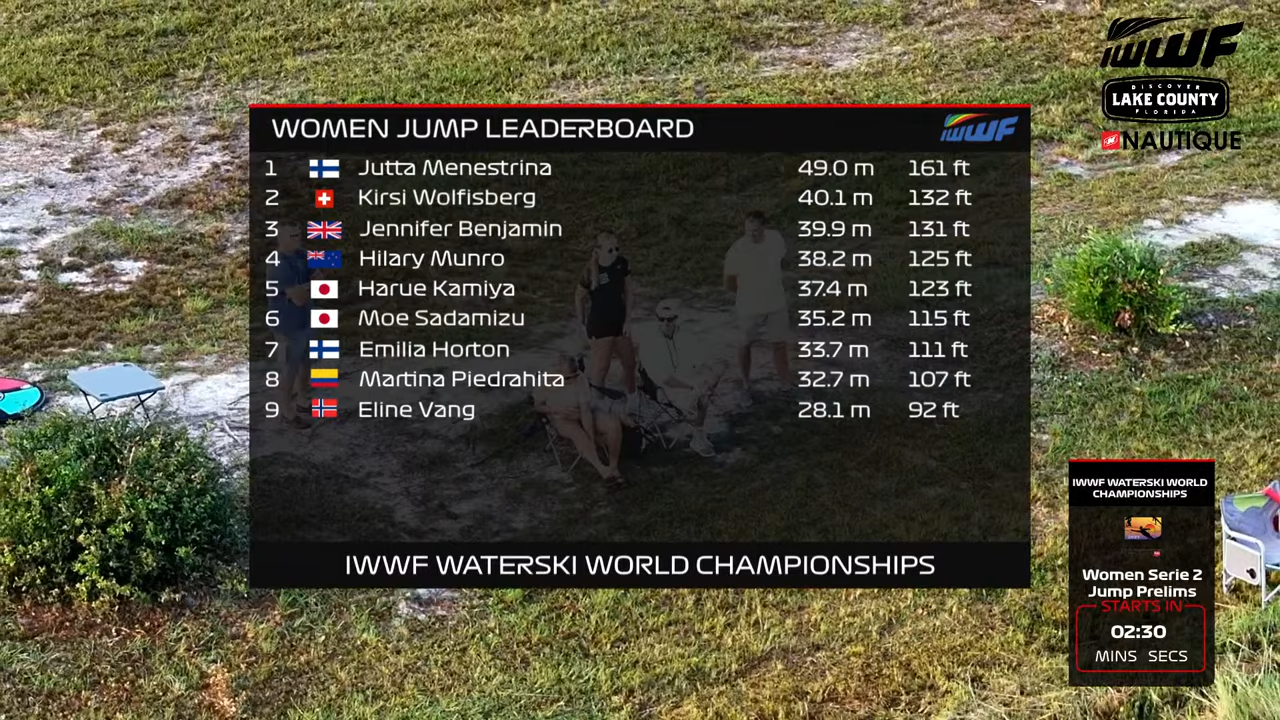 IWWF
DISCOVER
LAKE COUNTY
FLORIDA
NAUTIQUE
WOMEN JUMP LEADERBOARD
IWWF
1 Jutta Menestrina 49.0 m 161 ft
2 Kirsi Wolfisberg 40.1 m 132 ft
3 Jennifer Benjamin 39.9 m 131 ft
4 Hilary Munro 38.2 m 125 ft
5 Harue Kamiya 37.4 m 123 ft
6 Moe Sadamizu 35.2 m 115 ft
7 Emilia Horton 33.7 m 111 ft
8 Martina Piedrahita 32.7 m 107 ft
9 Eline Vang 28.1 m 92 ft
IWWF WATERSKI WORLD CHAMPIONSHIPS
IWWF WATERSKI WORLD
CHAMPIONSHIPS
Women Serie 2
Jump Prelims
STARTS IN
02:30
MINS SECS